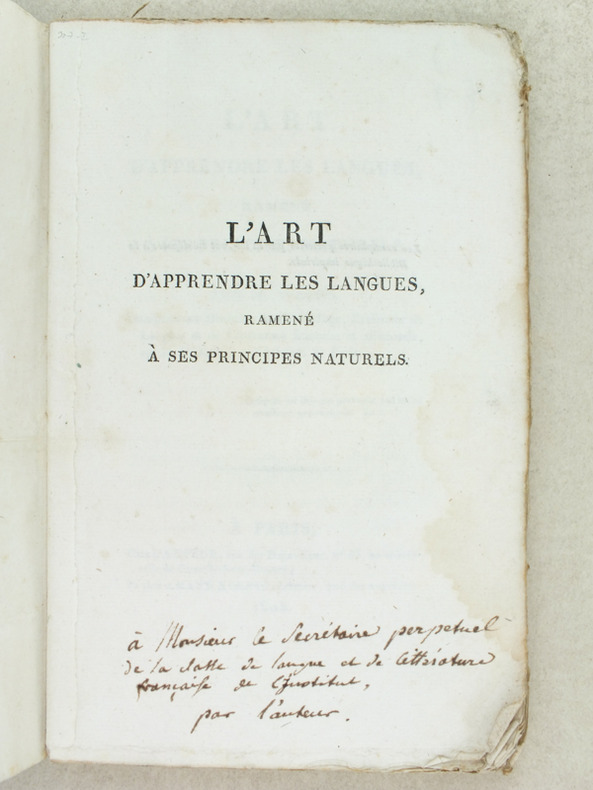 L'ART
D'APPRENDRE LES LANGUES,
RAMENÉ
À SES PRINCIPES NATURELS.
à Monsieur le Secrétaire perpetuel
de la Classe de langue et de littérature
française de l'institut,
par l'auteur.